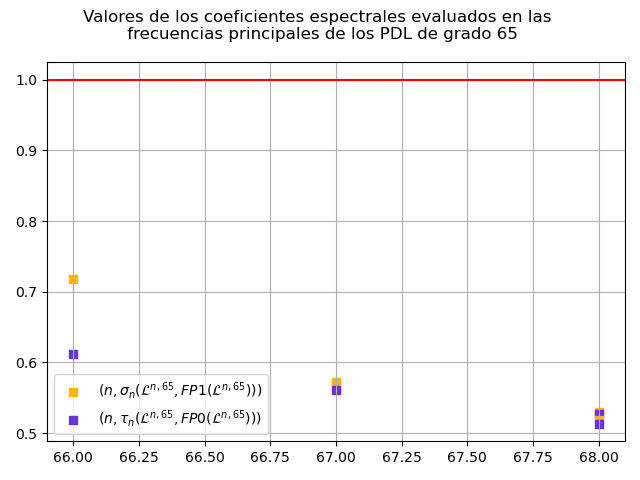 Valores de los coeficientes espectrales evaluados en las
frecuencias principales de los PDL de grado 65
1.0
0.9
0.8
0.7
0.6
0.5
(n, σₙ(ℒⁿ,⁶⁵, FP1(ℒⁿ,⁶⁵)))
(n, τₙ(ℒⁿ,⁶⁵, FP0(ℒⁿ,⁶⁵)))
66.00 66.25 66.50 66.75 67.00 67.25 67.50 67.75 68.00